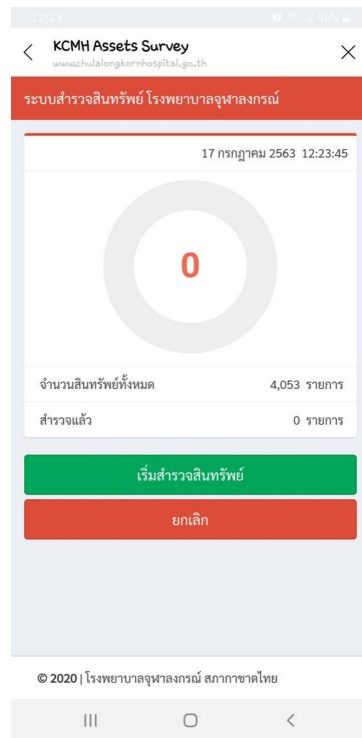 12:23
46%
KCMH Assets Survey
www.chulalongkornhospital.go.th
ระบบสำรวจสินทรัพย์ โรงพยาบาลจุฬาลงกรณ์
17 กรกฎาคม 2563 12:23:45
0
จำนวนสินทรัพย์ทั้งหมด 4,053 รายการ
สำรวจแล้ว 0 รายการ
เริ่มสำรวจสินทรัพย์
ยกเลิก
© 2020 | โรงพยาบาลจุฬาลงกรณ์ สภากาชาดไทย